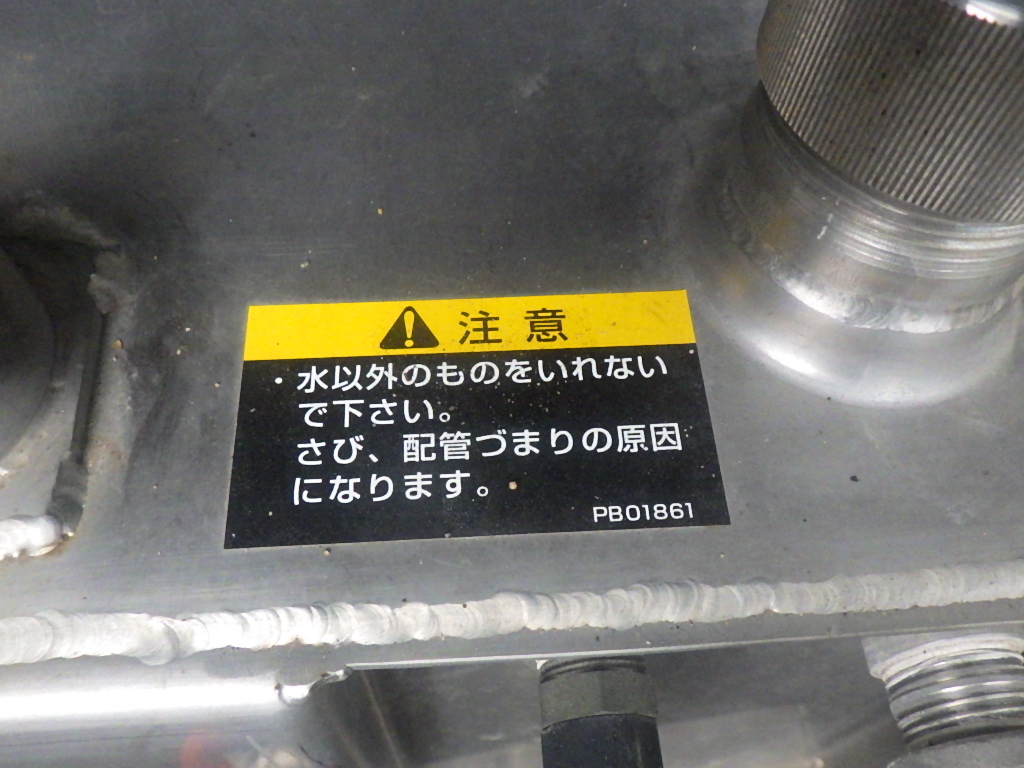 注意
・水以外のものをいれない
で下さい。
さび、配管づまりの原因
になります。
PB01861